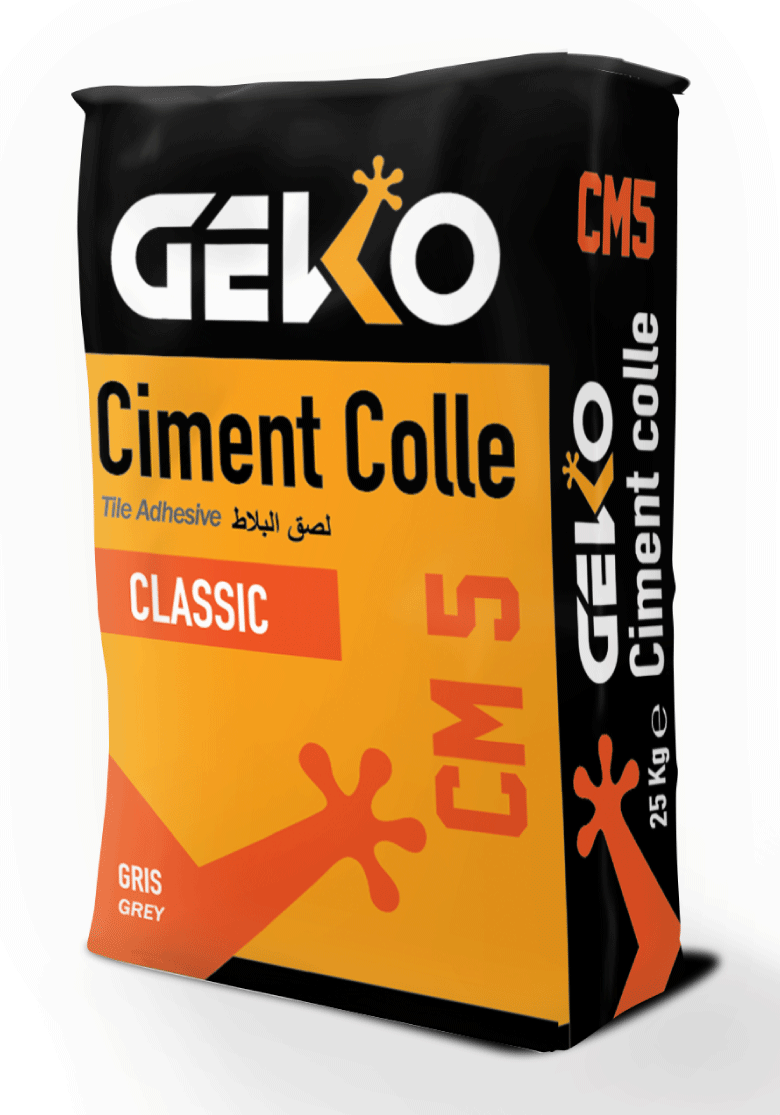 GEKO
Ciment Colle
Tile Adhesive لصق البلاط
CLASSIC
CM 5
GRIS
GREY
CM5
GEKO
Ciment colle
25 Kg ℮